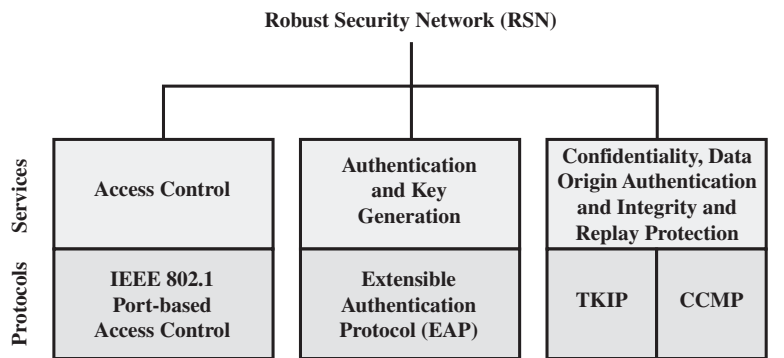 Robust Security Network (RSN)
Services
Access Control
Authentication
and Key
Generation
Confidentiality, Data
Origin Authentication
and Integrity and
Replay Protection
Protocols
IEEE 802.1
Port-based
Access Control
Extensible
Authentication
Protocol (EAP)
TKIP
CCMP